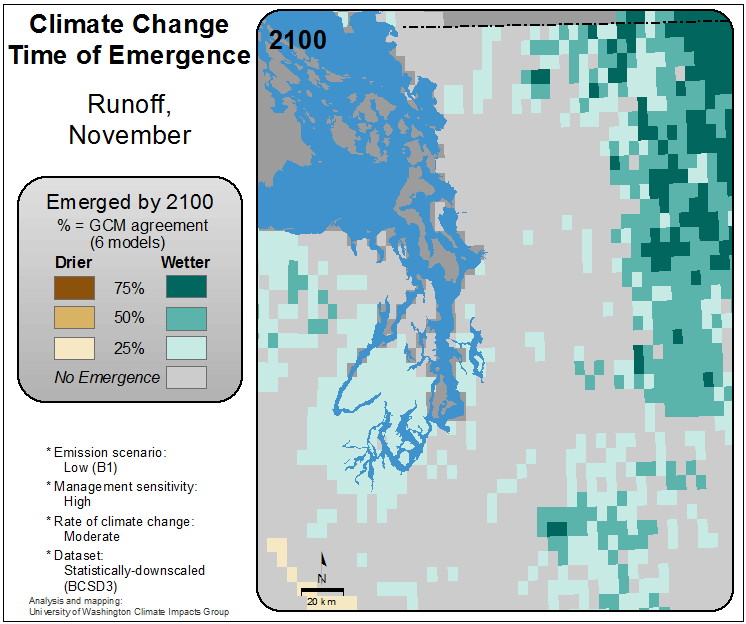 Climate Change
Time of Emergence
Runoff,
November
Emerged by 2100
% = GCM agreement
(6 models)
Drier Wetter
75%
50%
25%
No Emergence
* Emission scenario:
Low (B1)
* Management sensitivity:
High
* Rate of climate change:
Moderate
* Dataset:
Statistically-downscaled
(BCSD3)
Analysis and mapping:
University of Washington Climate Impacts Group
2100
N
20 km